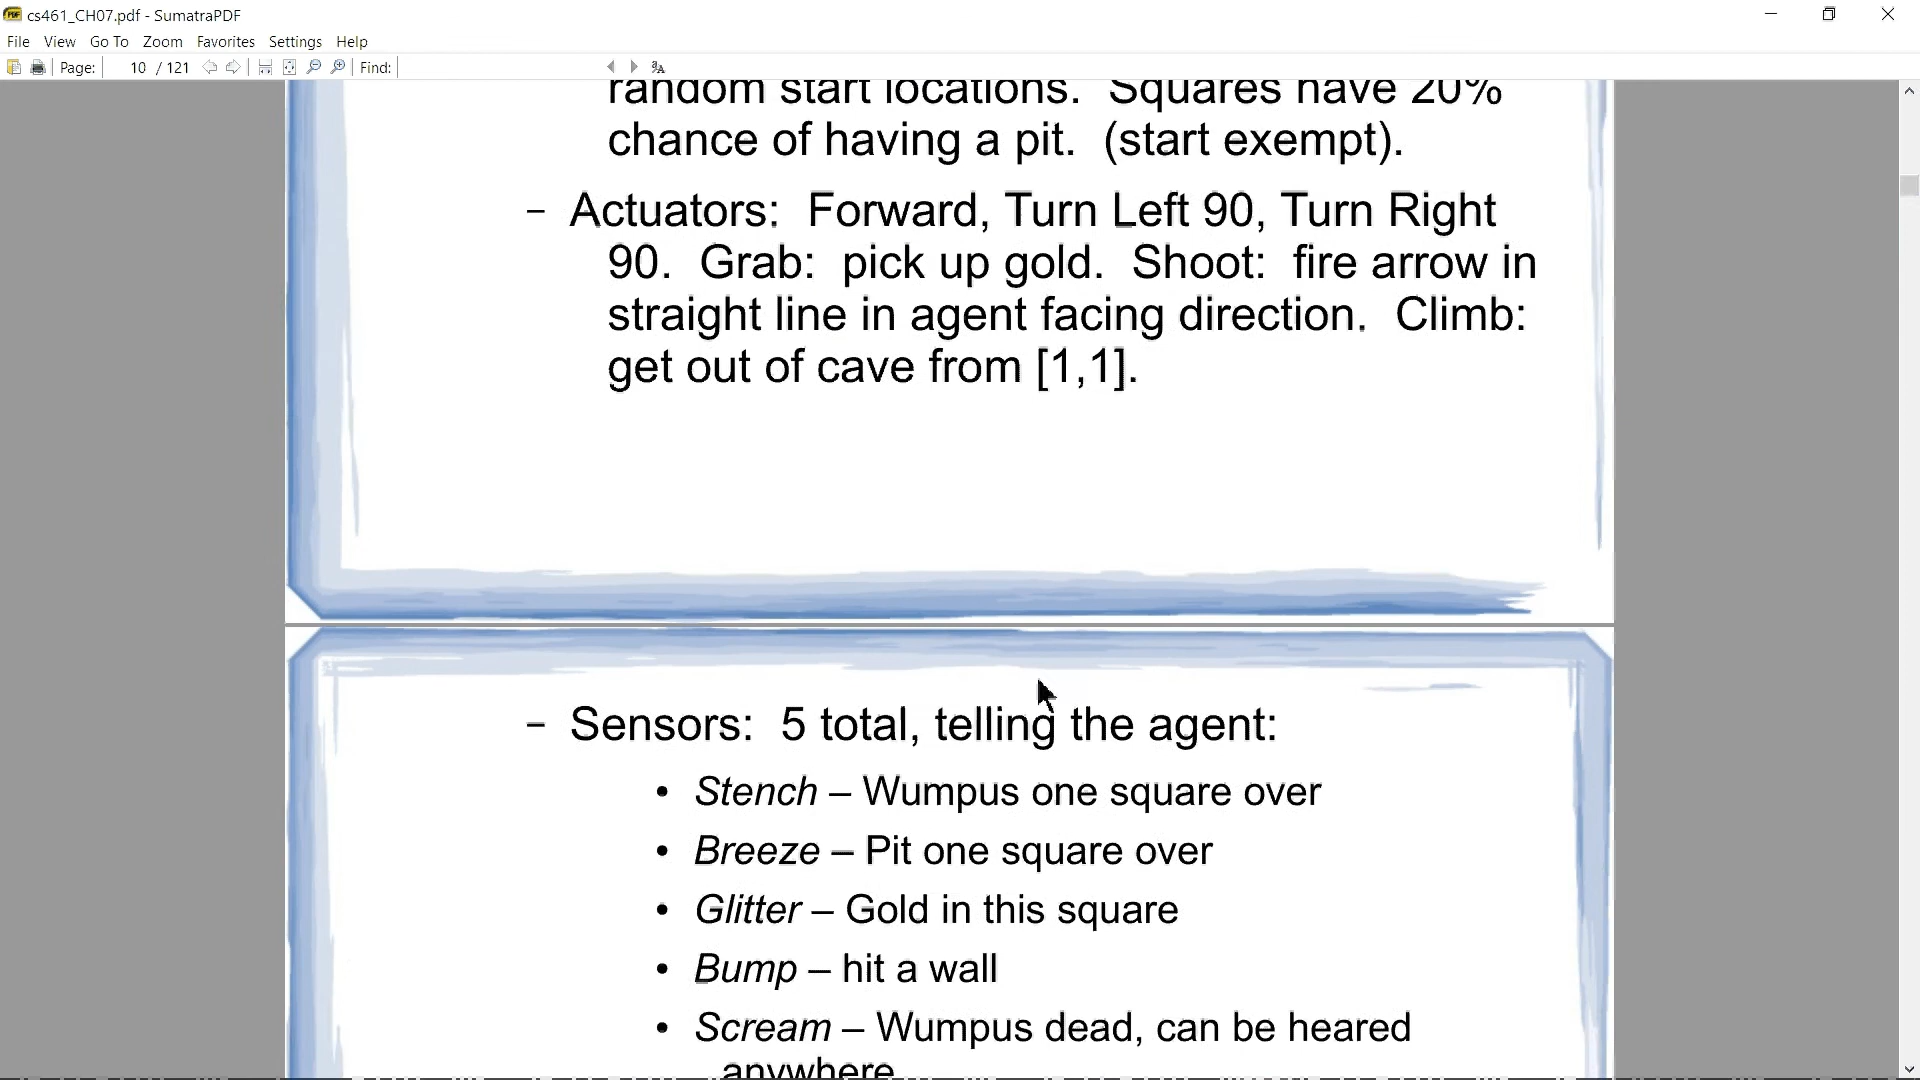 cs461_CH07.pdf - SumatraPDF
File View Go To Zoom Favorites Settings Help
Page: 10 / 121 Find:
random start locations. Squares have 20%
chance of having a pit. (start exempt).
– Actuators: Forward, Turn Left 90, Turn Right
90. Grab: pick up gold. Shoot: fire arrow in
straight line in agent facing direction. Climb:
get out of cave from [1,1].
– Sensors: 5 total, telling the agent:
• Stench – Wumpus one square over
• Breeze – Pit one square over
• Glitter – Gold in this square
• Bump – hit a wall
• Scream – Wumpus dead, can be heared
anywhere